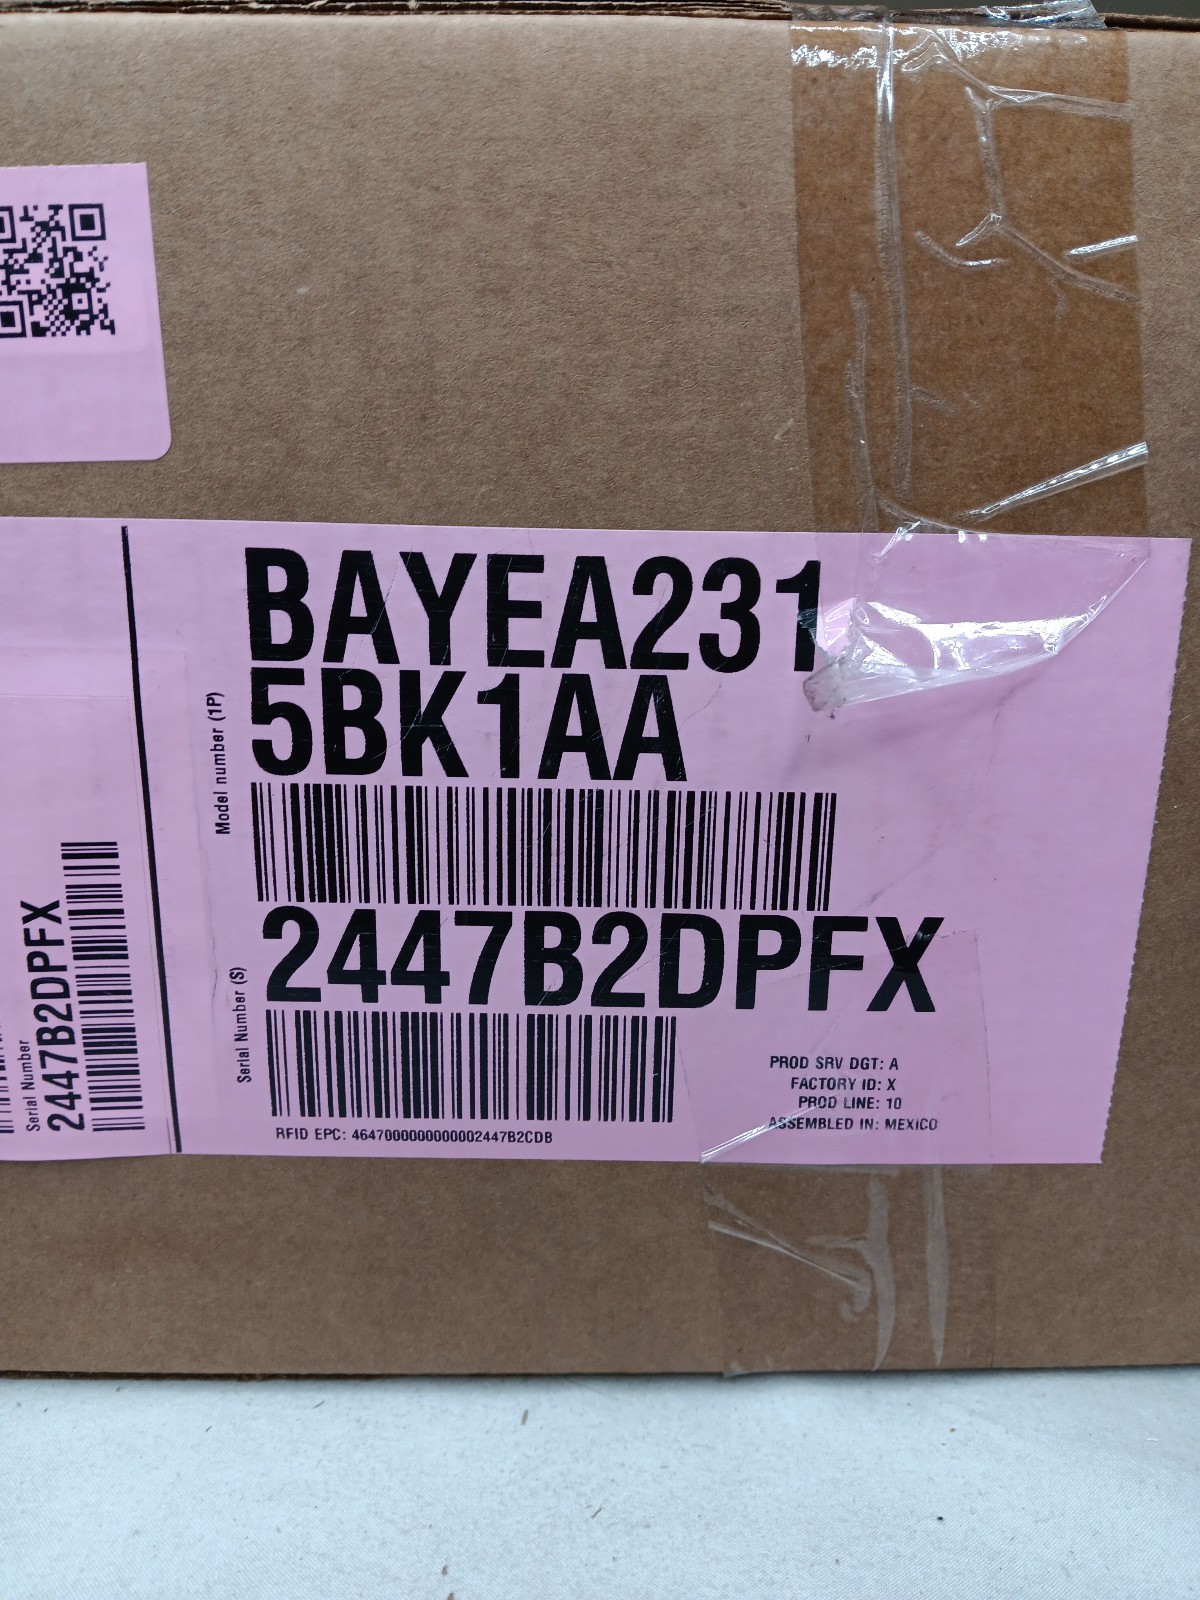 BAYEA231
5BK1AA
Model number (1P)
2447B2DPFX
Serial Number (S)
RFID EPC: 4647000000000002447B2CDB
PROD SRV DGT: A
FACTORY ID: X
PROD LINE: 10
ASSEMBLED IN: MEXICO
Serial Number
2447B2DPFX